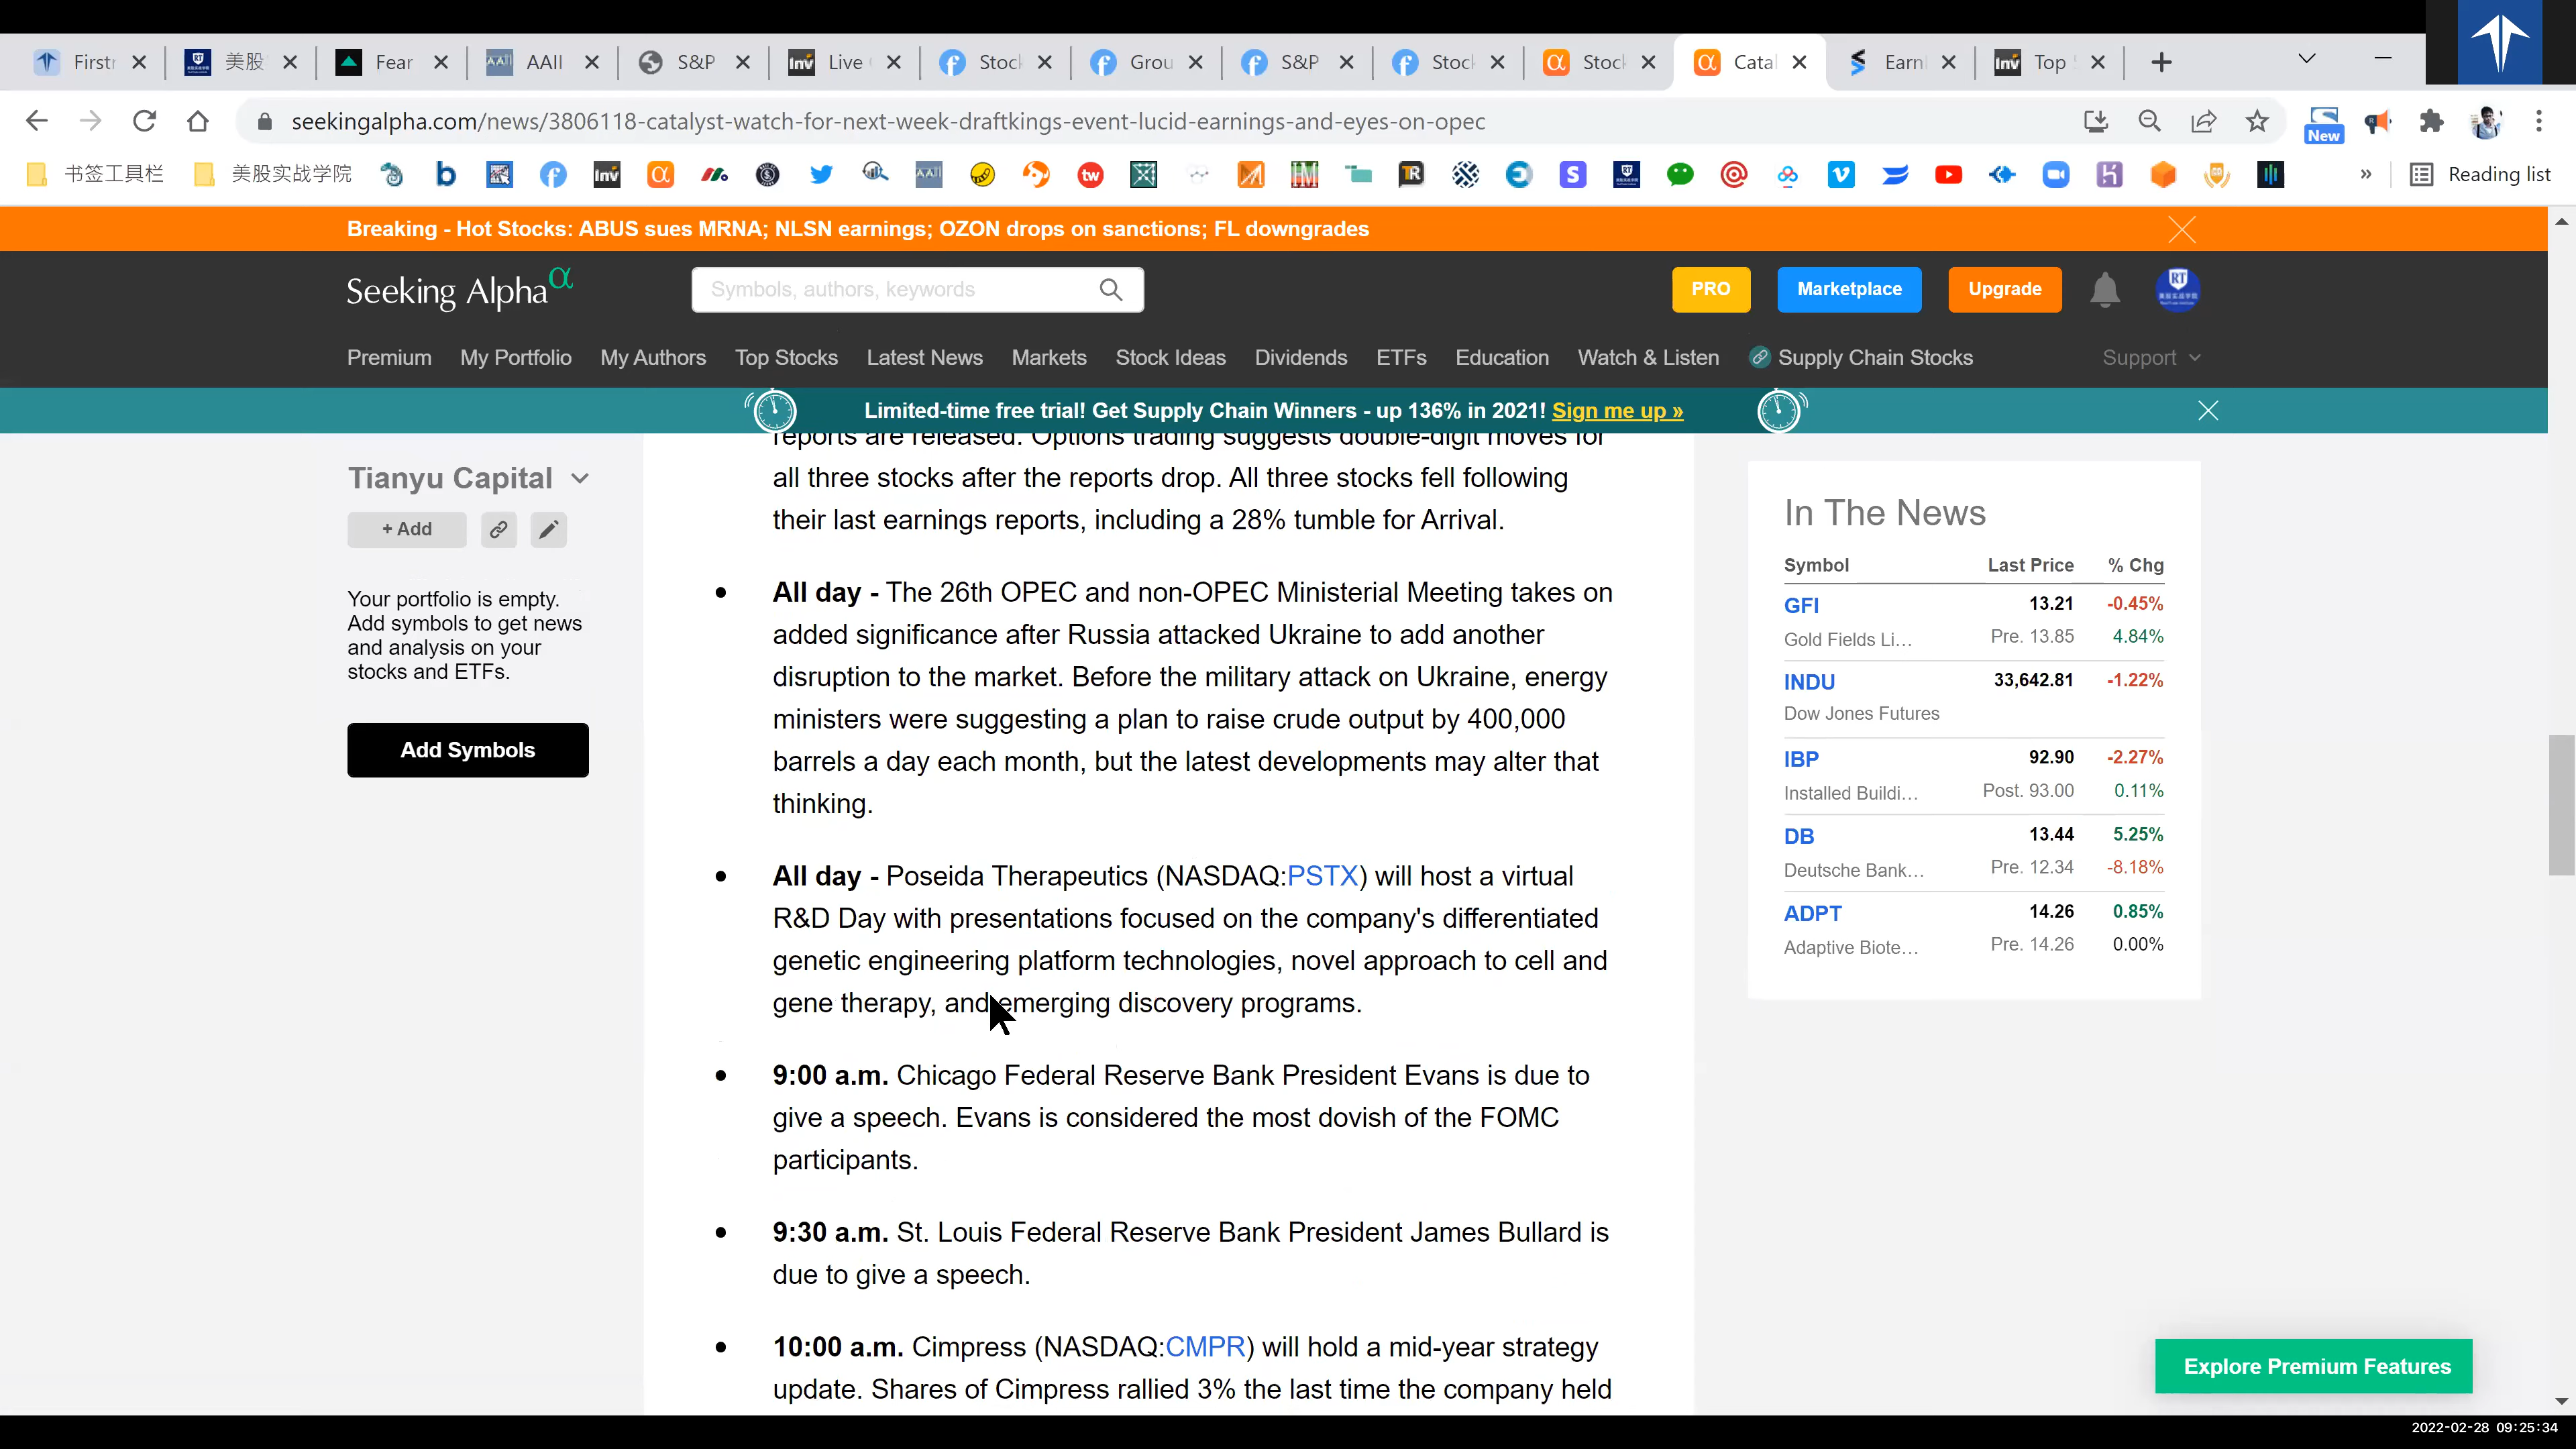 Firstr
美股
Fear
AAII
S&P
Live
Stock
Grou
S&P
Stock
Stock
Catal
Earni
Top
seekingalpha.com/news/3806118-catalyst-watch-for-next-week-draftkings-event-lucid-earnings-and-eyes-on-opec
New
书签工具栏
美股实战学院
Reading list
Breaking - Hot Stocks: ABUS sues MRNA; NLSN earnings; OZON drops on sanctions; FL downgrades
Seeking Alpha α
Symbols, authors, keywords
PRO
Marketplace
Upgrade
Premium My Portfolio My Authors Top Stocks Latest News Markets Stock Ideas Dividends ETFs Education Watch & Listen Supply Chain Stocks Support
Limited-time free trial! Get Supply Chain Winners - up 136% in 2021! Sign me up »
Tianyu Capital
+ Add
Your portfolio is empty.
Add symbols to get news
and analysis on your
stocks and ETFs.
Add Symbols
reports are released. Options trading suggests double-digit moves for
all three stocks after the reports drop. All three stocks fell following
their last earnings reports, including a 28% tumble for Arrival.
• All day - The 26th OPEC and non-OPEC Ministerial Meeting takes on
added significance after Russia attacked Ukraine to add another
disruption to the market. Before the military attack on Ukraine, energy
ministers were suggesting a plan to raise crude output by 400,000
barrels a day each month, but the latest developments may alter that
thinking.
• All day - Poseida Therapeutics (NASDAQ:PSTX) will host a virtual
R&D Day with presentations focused on the company's differentiated
genetic engineering platform technologies, novel approach to cell and
gene therapy, and emerging discovery programs.
• 9:00 a.m. Chicago Federal Reserve Bank President Evans is due to
give a speech. Evans is considered the most dovish of the FOMC
participants.
• 9:30 a.m. St. Louis Federal Reserve Bank President James Bullard is
due to give a speech.
• 10:00 a.m. Cimpress (NASDAQ:CMPR) will hold a mid-year strategy
update. Shares of Cimpress rallied 3% the last time the company held
In The News
Symbol Last Price % Chg
GFI 13.21 -0.45%
Gold Fields Li... Pre. 13.85 4.84%
INDU 33,642.81 -1.22%
Dow Jones Futures
IBP 92.90 -2.27%
Installed Buildi... Post. 93.00 0.11%
DB 13.44 5.25%
Deutsche Bank... Pre. 12.34 -8.18%
ADPT 14.26 0.85%
Adaptive Biote... Pre. 14.26 0.00%
Explore Premium Features
2022-02-28 09:25:34